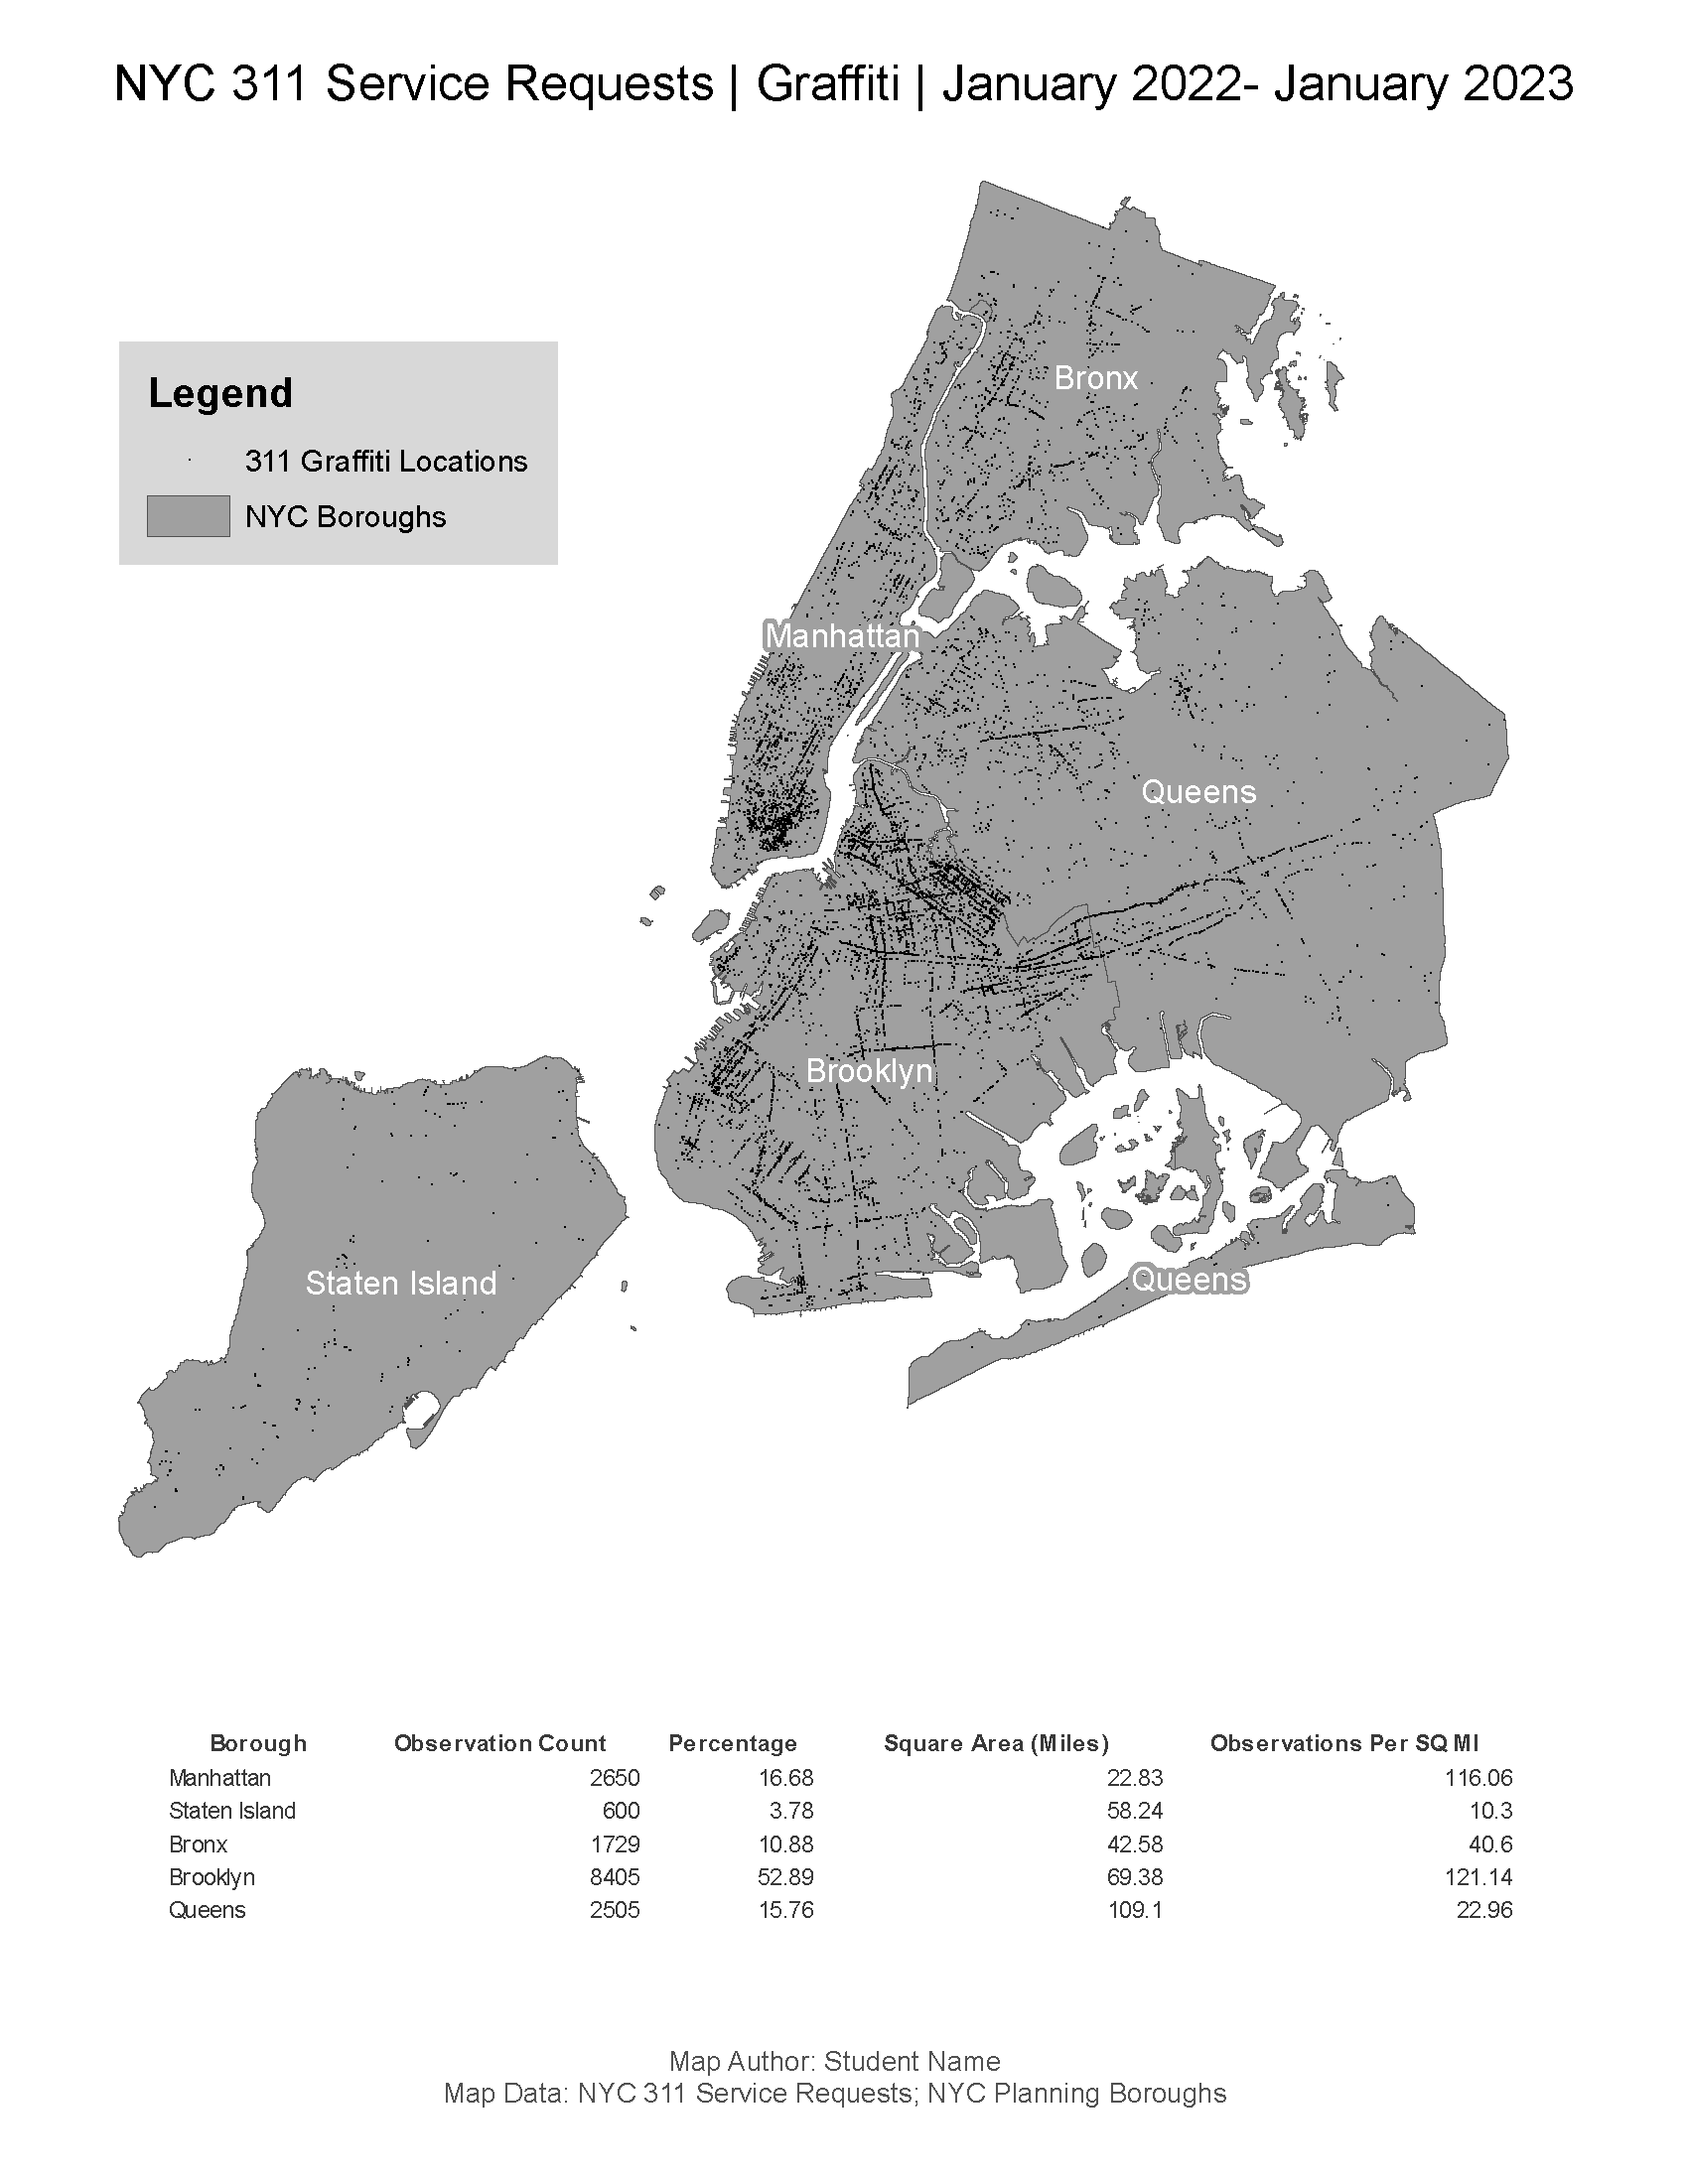 NYC 311 Service Requests | Graffiti | January 2022- January 2023
Bronx
Legend
311 Graffiti Locations
NYC Boroughs
Manhattan
Queens
Brooklyn
Staten Island
Queens
Borough Observation Count Percentage Square Area (Miles) Observations Per SQ MI
Manhattan 2650 16.68 22.83 116.06
Staten Island 600 3.78 58.24 10.3
Bronx 1729 10.88 42.58 40.6
Brooklyn 8405 52.89 69.38 121.14
Queens 2505 15.76 109.1 22.96
Map Author: Student Name
Map Data: NYC 311 Service Requests; NYC Planning Boroughs